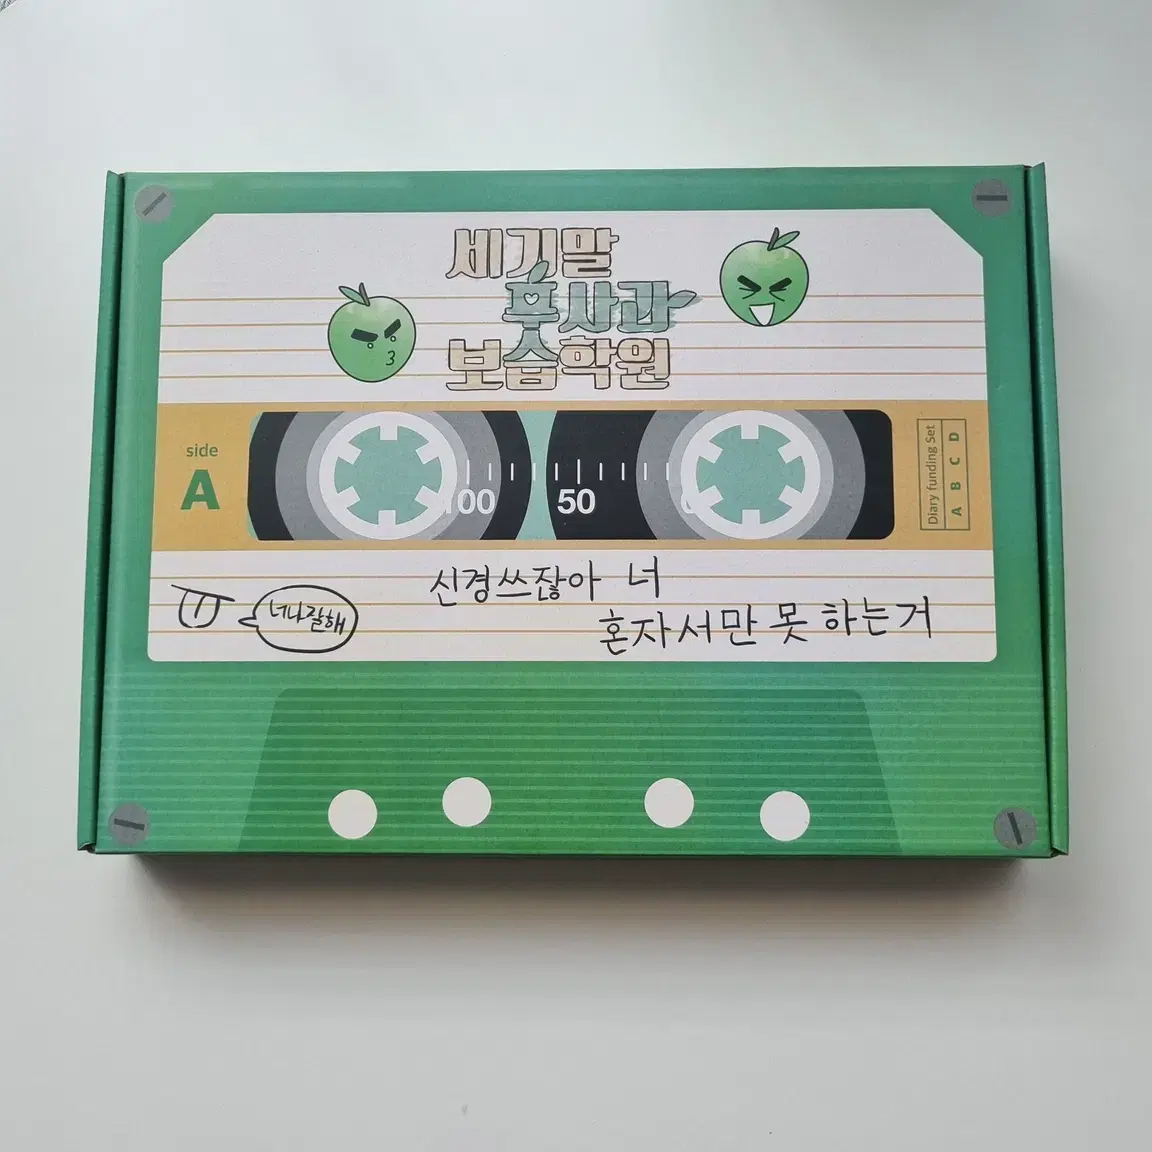 세기말
풋사과
보습학원
side
A
100
50
Diary funding Set
A B C D
신경쓰잖아 너
혼자서만 못 하는거
너나잘해